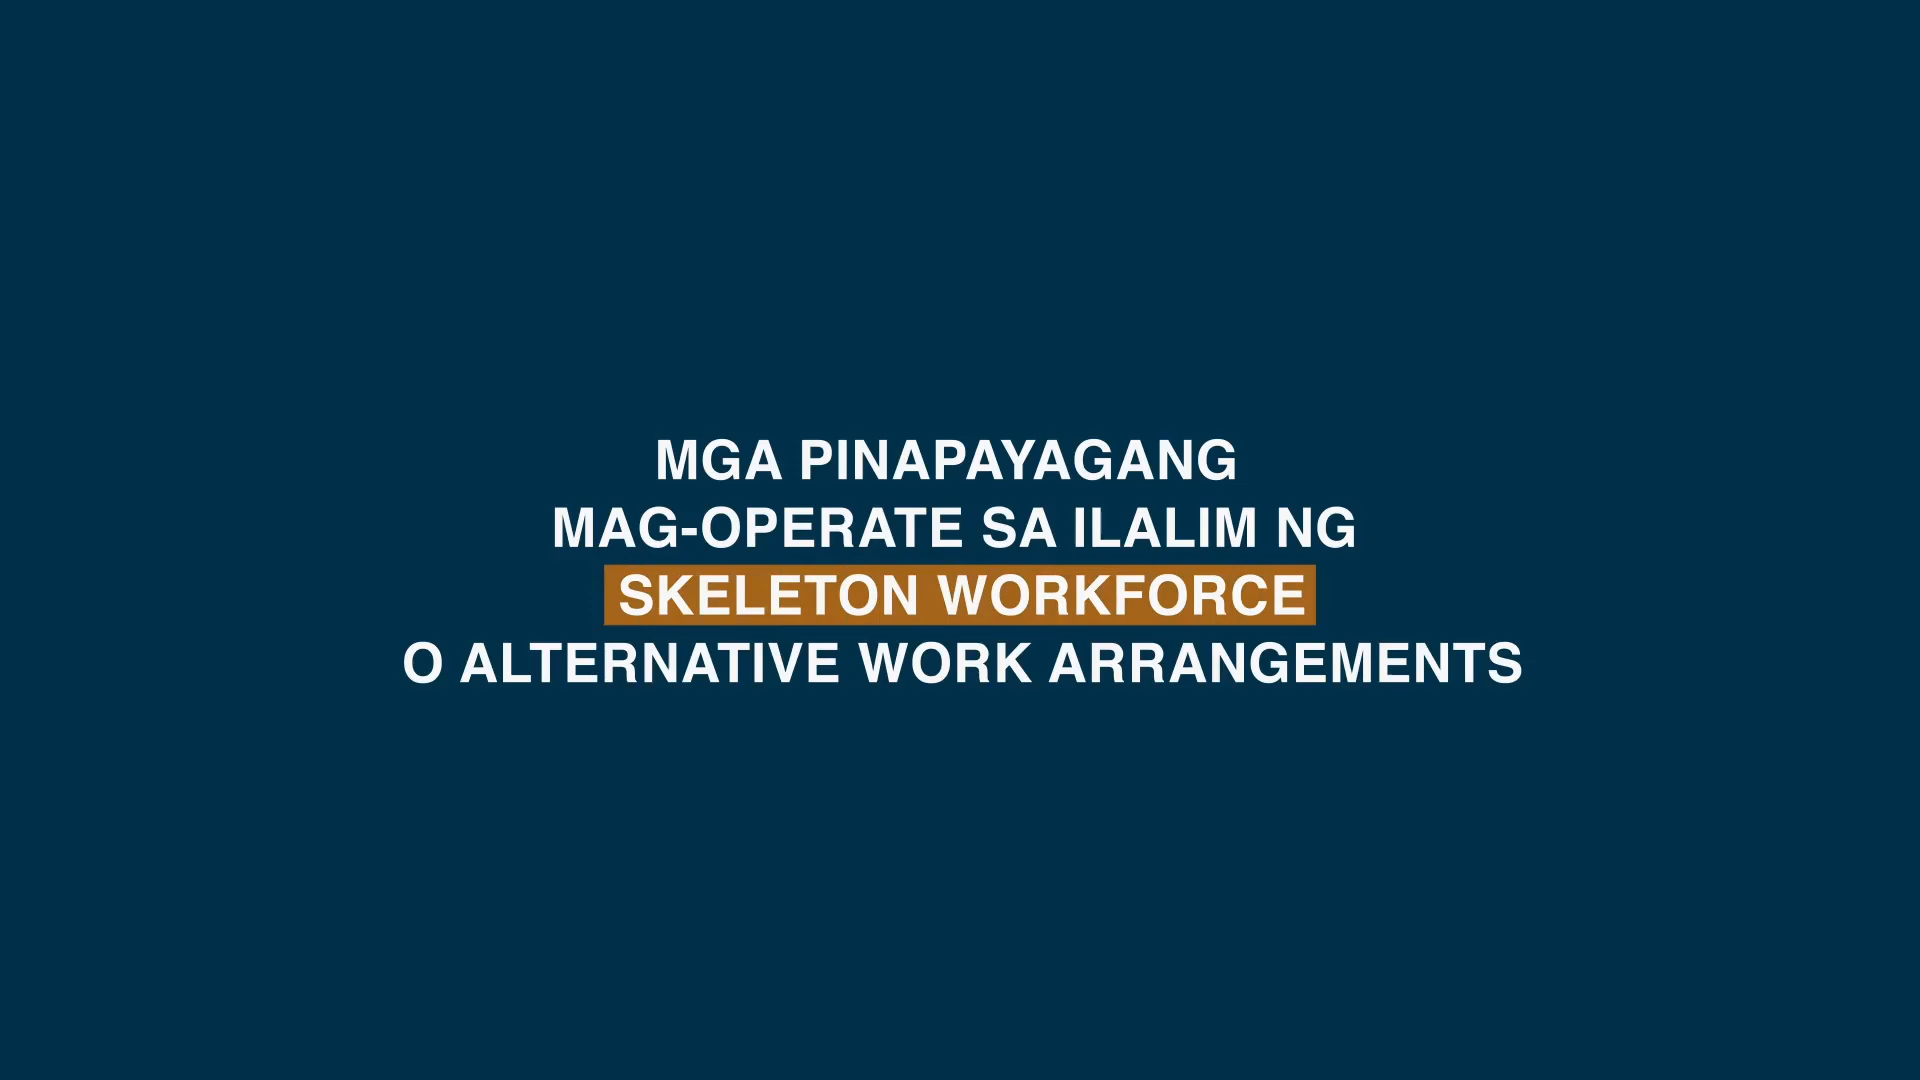 MGA PINAPAYAGANG
MAG-OPERATE SA ILALIM NG
SKELETON WORKFORCE
O ALTERNATIVE WORK ARRANGEMENTS